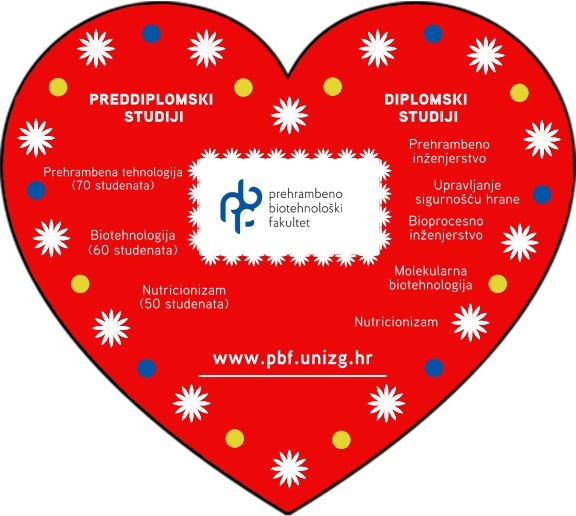 PREDDIPLOMSKI
STUDIJI
Prehrambena tehnologija
(70 studenata)
Biotehnologija
(60 studenata)
Nutricionizam
(50 studenata)
prehrambeno
biotehnološki
fakultet
DIPLOMSKI
STUDIJI
Prehrambeno
inženjerstvo
Upravljanje
sigurnošću hrane
Bioprocesno
inženjerstvo
Molekularna
biotehnologija
Nutricionizam
www.pbf.unizg.hr